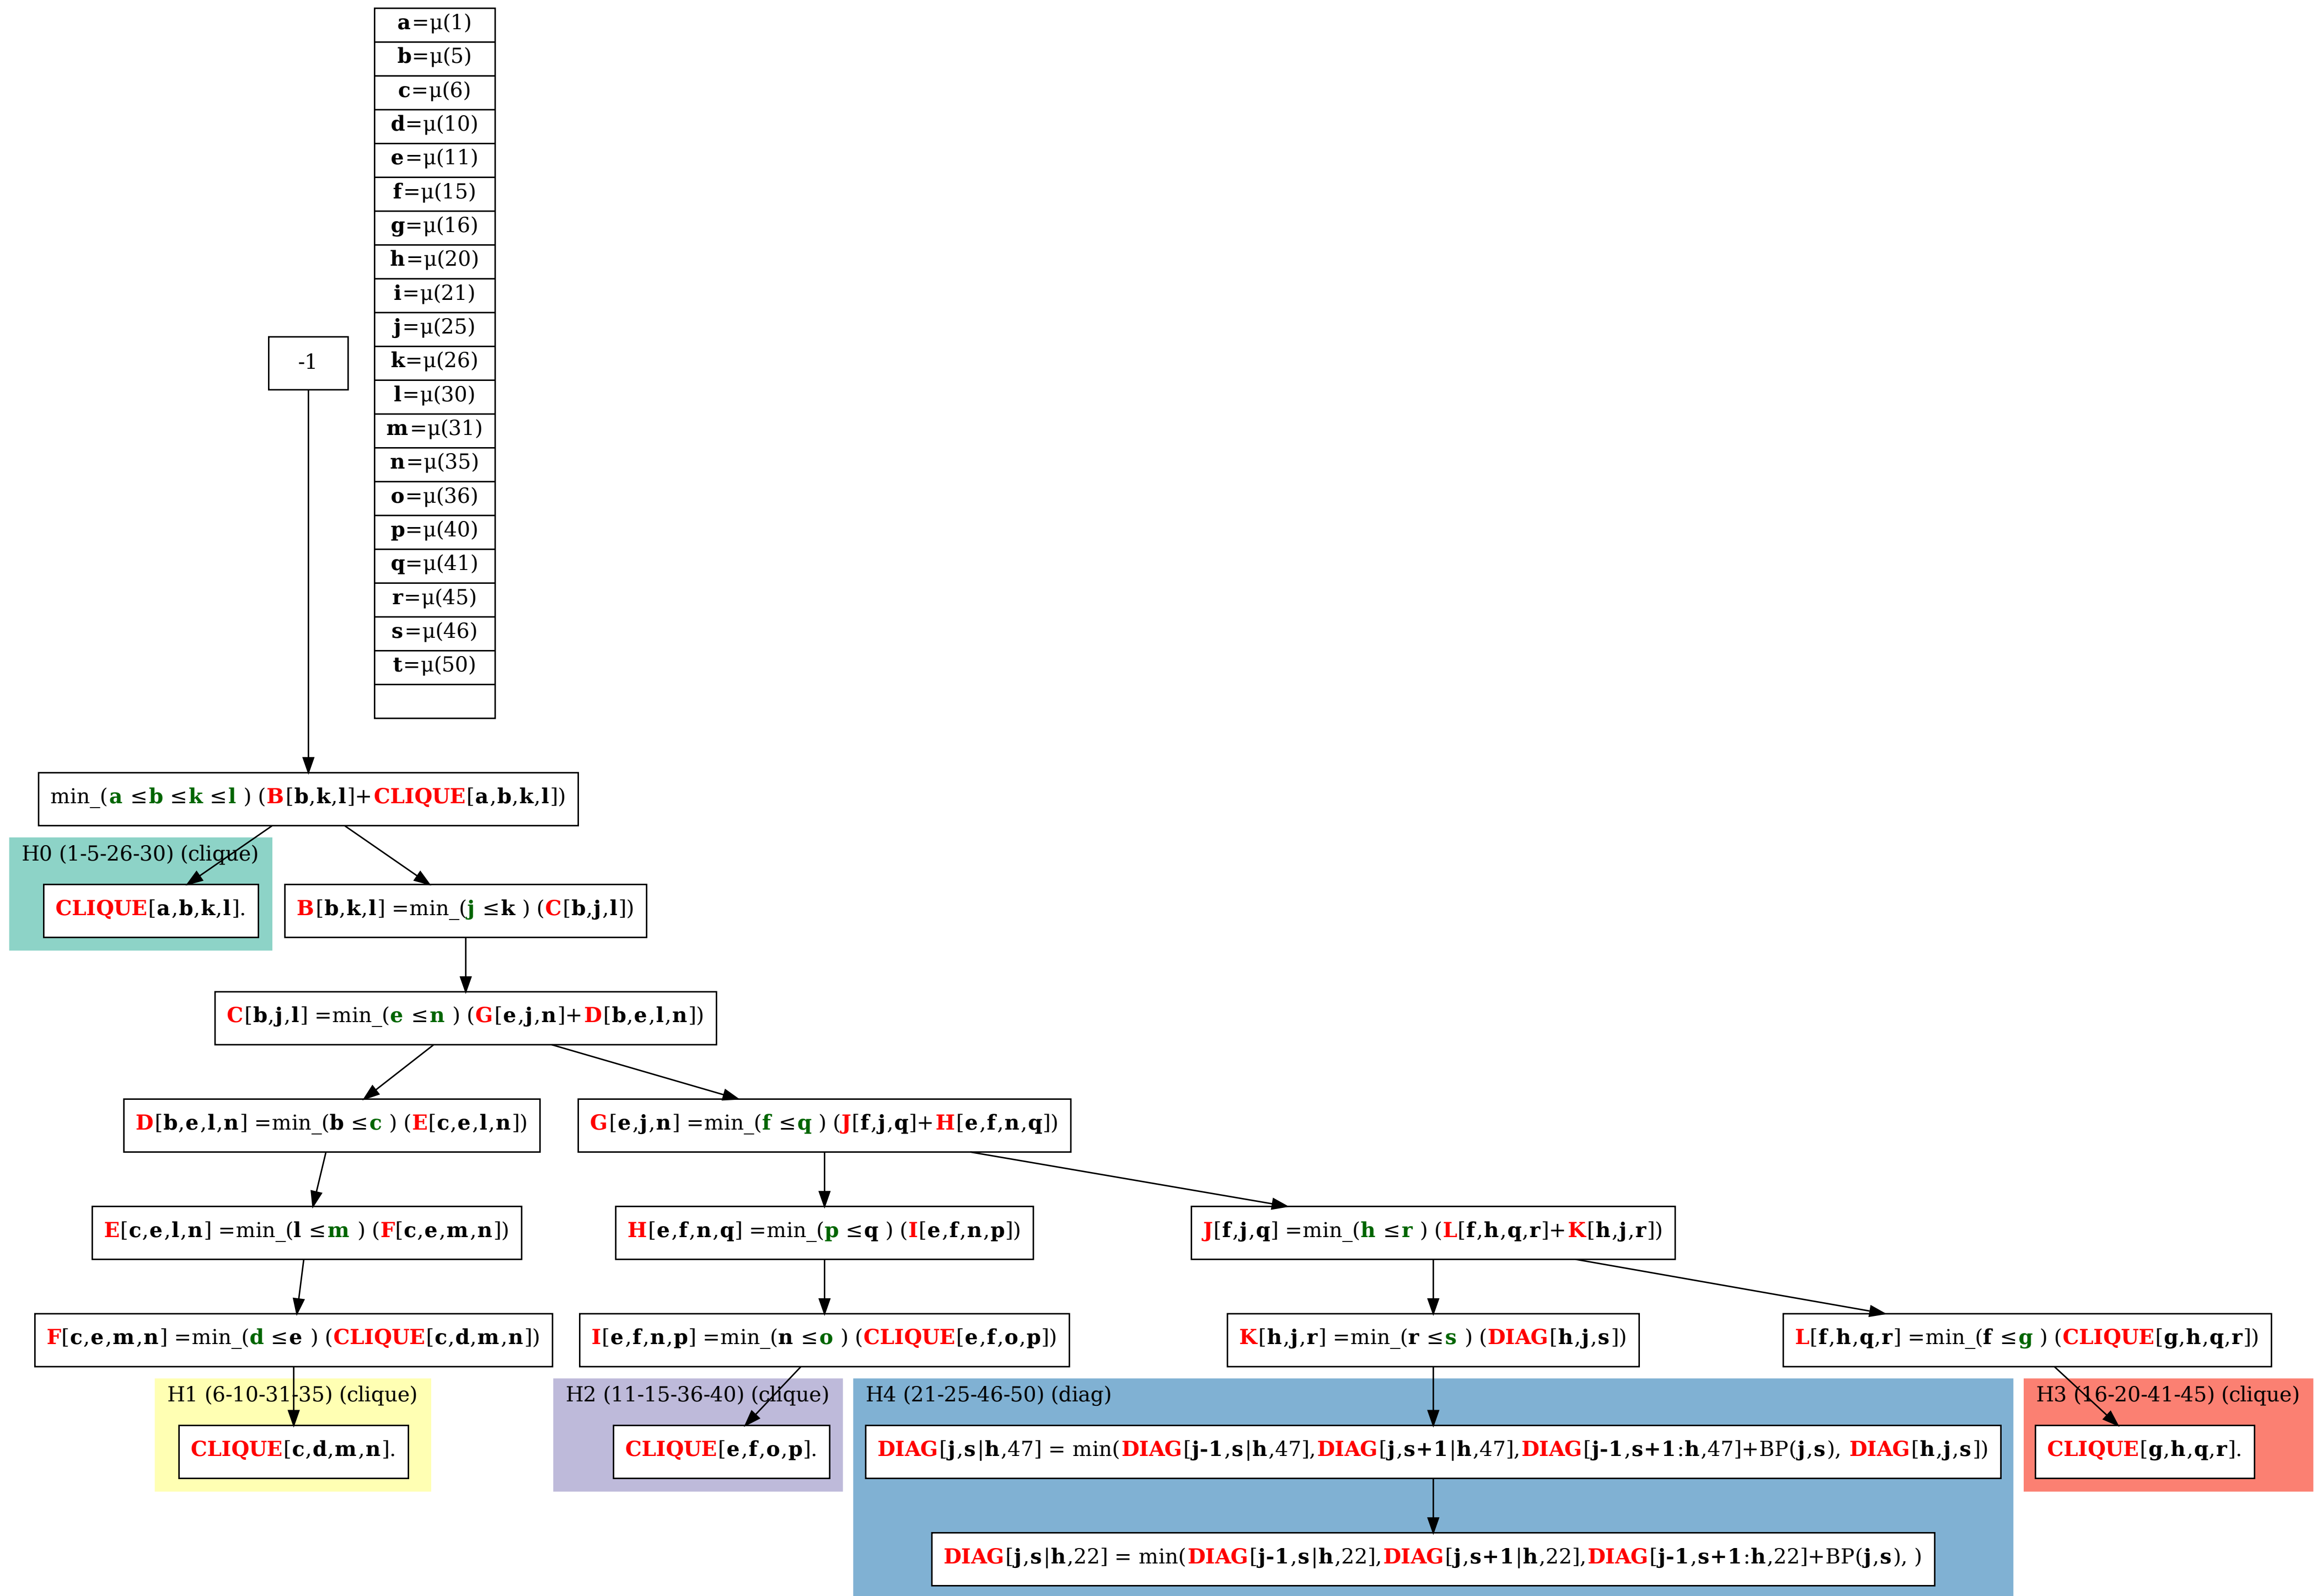 a=µ(1)
b=µ(5)
c=µ(6)
d=µ(10)
e=µ(11)
f=µ(15)
g=µ(16)
h=µ(20)
i=µ(21)
j=µ(25)
k=µ(26)
l=µ(30)
m=µ(31)
n=µ(35)
o=µ(36)
p=µ(40)
q=µ(41)
r=µ(45)
s=µ(46)
t=µ(50)
-1
min_(a ≤b ≤k ≤l ) (B[b,k,l]+CLIQUE[a,b,k,l])
H0 (1-5-26-30) (clique)
CLIQUE[a,b,k,l].
B[b,k,l] =min_(j ≤k ) (C[b,j,l])
C[b,j,l] =min_(e ≤n ) (G[e,j,n]+D[b,e,l,n])
D[b,e,l,n] =min_(b ≤c ) (E[c,e,l,n])
G[e,j,n] =min_(f ≤q ) (J[f,j,q]+H[e,f,n,q])
E[c,e,l,n] =min_(l ≤m ) (F[c,e,m,n])
H[e,f,n,q] =min_(p ≤q ) (I[e,f,n,p])
J[f,j,q] =min_(h ≤r ) (L[f,h,q,r]+K[h,j,r])
F[c,e,m,n] =min_(d ≤e ) (CLIQUE[c,d,m,n])
I[e,f,n,p] =min_(n ≤o ) (CLIQUE[e,f,o,p])
K[h,j,r] =min_(r ≤s ) (DIAG[h,j,s])
L[f,h,q,r] =min_(f ≤g ) (CLIQUE[g,h,q,r])
H1 (6-10-31-35) (clique)
CLIQUE[c,d,m,n].
H2 (11-15-36-40) (clique)
CLIQUE[e,f,o,p].
H4 (21-25-46-50) (diag)
DIAG[j,s|h,47] = min(DIAG[j-1,s|h,47],DIAG[j,s+1|h,47],DIAG[j-1,s+1:h,47]+BP(j,s), DIAG[h,j,s])
DIAG[j,s|h,22] = min(DIAG[j-1,s|h,22],DIAG[j,s+1|h,22],DIAG[j-1,s+1:h,22]+BP(j,s), )
H3 (16-20-41-45) (clique)
CLIQUE[g,h,q,r].